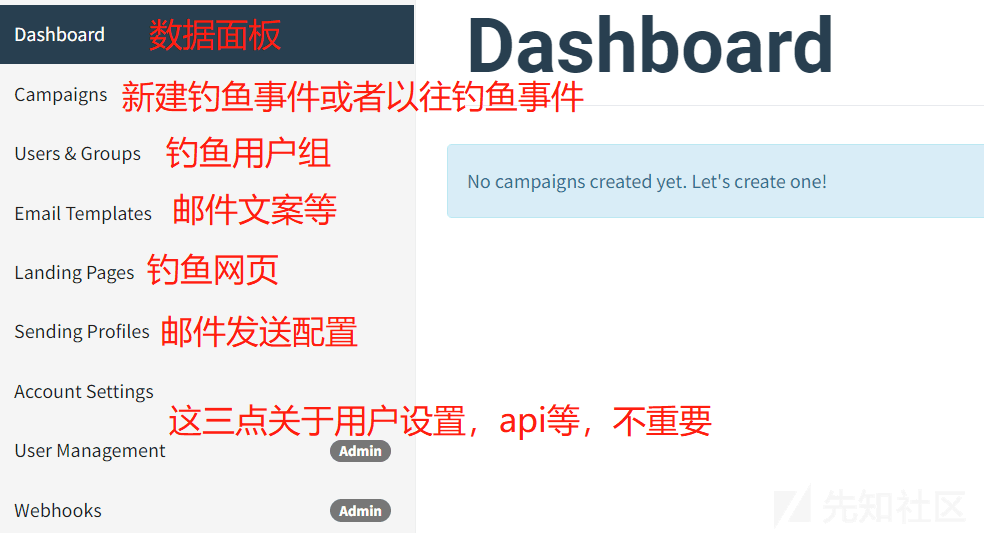 Dashboard 数据面板
Dashboard
Campaigns 新建钓鱼事件或者以往钓鱼事件
Users & Groups 钓鱼用户组
No campaigns created yet. Let's create one!
Email Templates 邮件文案等
Landing Pages 钓鱼网页
Sending Profiles 邮件发送配置
Account Settings
这三点关于用户设置，api等，不重要
User Management Admin
Webhooks Admin
先知社区